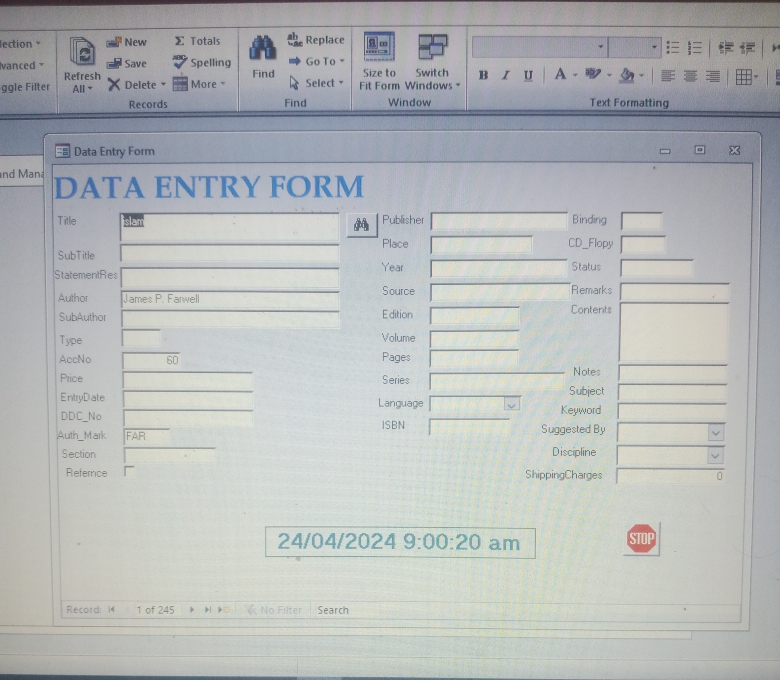 lection
New
Totals
Replace
vanced
Save
Spelling
Go To
ggle Filter
Refresh All
Delete
More
Find
Select
Size to Fit Form
Switch Windows
B I U A
Records
Find
Window
Text Formatting
and Mana
Data Entry Form
DATA ENTRY FORM
Title
Publisher
Binding
Place
CD_Flopy
SubTitle
Year
Status
StatementRes
Source
Remarks
Author James P. Farwell
Edition
Contents
SubAuthor
Type
Volume
AccNo 60
Pages
Price
Series
Notes
EntryDate
Language
Subject
DDC_No
ISBN
Keyword
Auth_Mark FAR
Suggested By
Section
Discipline
Refernce
ShippingCharges 0
24/04/2024 9:00:20 am
STOP
Record: 1 of 245 No Filter Search